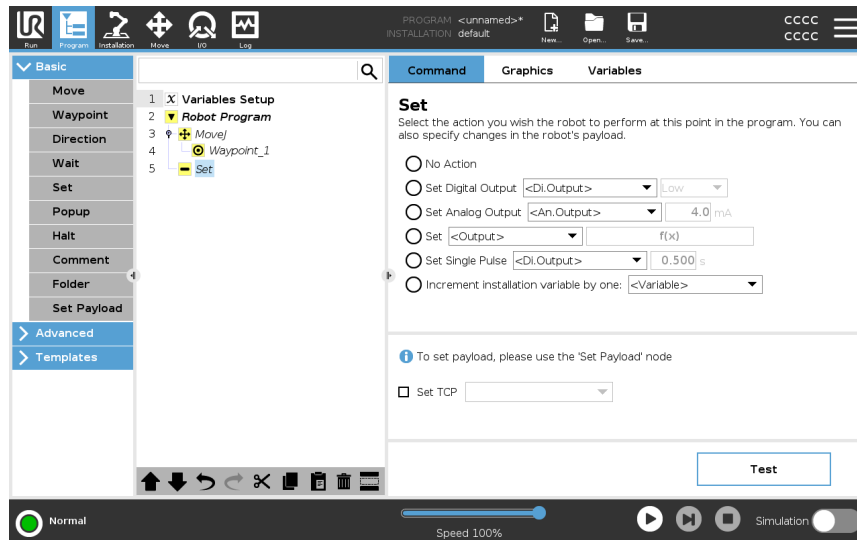 PROGRAM <unnamed>*
INSTALLATION default
CCCC
CCCC
Run Program Installation Move I/O Log New... Open... Save...
Basic
Move
Waypoint
Direction
Wait
Set
Popup
Halt
Comment
Folder
Set Payload
Advanced
Templates
1 X Variables Setup
2 Robot Program
3 MoveJ
4 Waypoint_1
5 Set
Command Graphics Variables
Set
Select the action you wish the robot to perform at this point in the program. You can
also specify changes in the robot's payload.
No Action
Set Digital Output <Di.Output> Low
Set Analog Output <An.Output> 4.0 mA
Set <Output> f(x)
Set Single Pulse <Di.Output> 0.500 s
Increment installation variable by one: <Variable>
To set payload, please use the 'Set Payload' node
Set TCP
Test
Normal
Speed 100%
Simulation